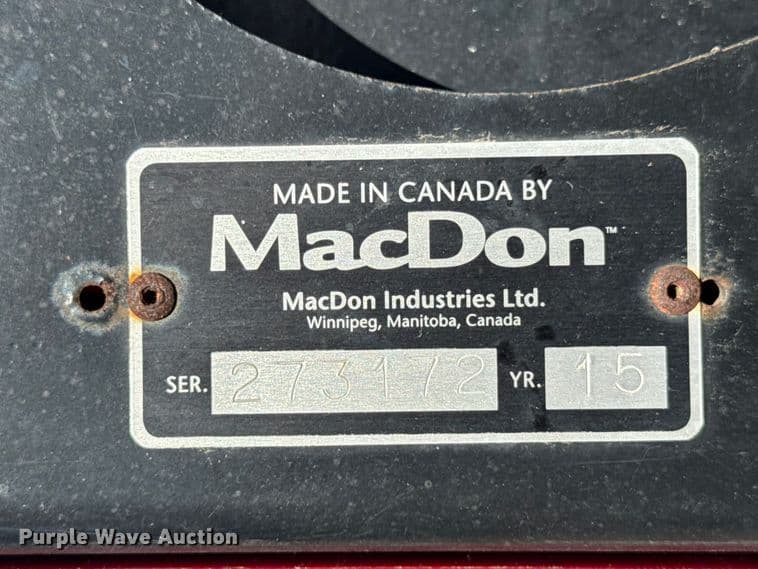 MADE IN CANADA BY
MacDon™
MacDon Industries Ltd.
Winnipeg, Manitoba, Canada
SER. 273172 YR. 15
Purple Wave Auction